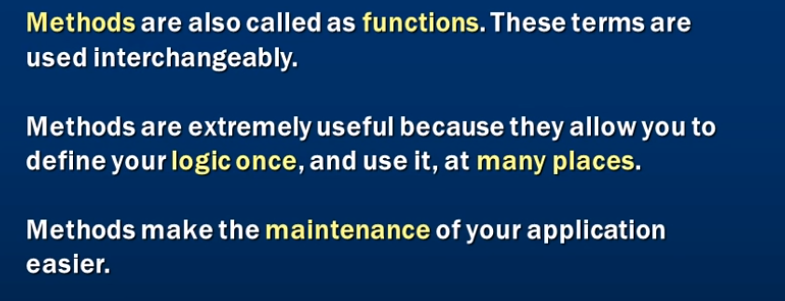 Methods are also called as functions. These terms are
used interchangeably.
Methods are extremely useful because they allow you to
define your logic once, and use it, at many places.
Methods make the maintenance of your application
easier.